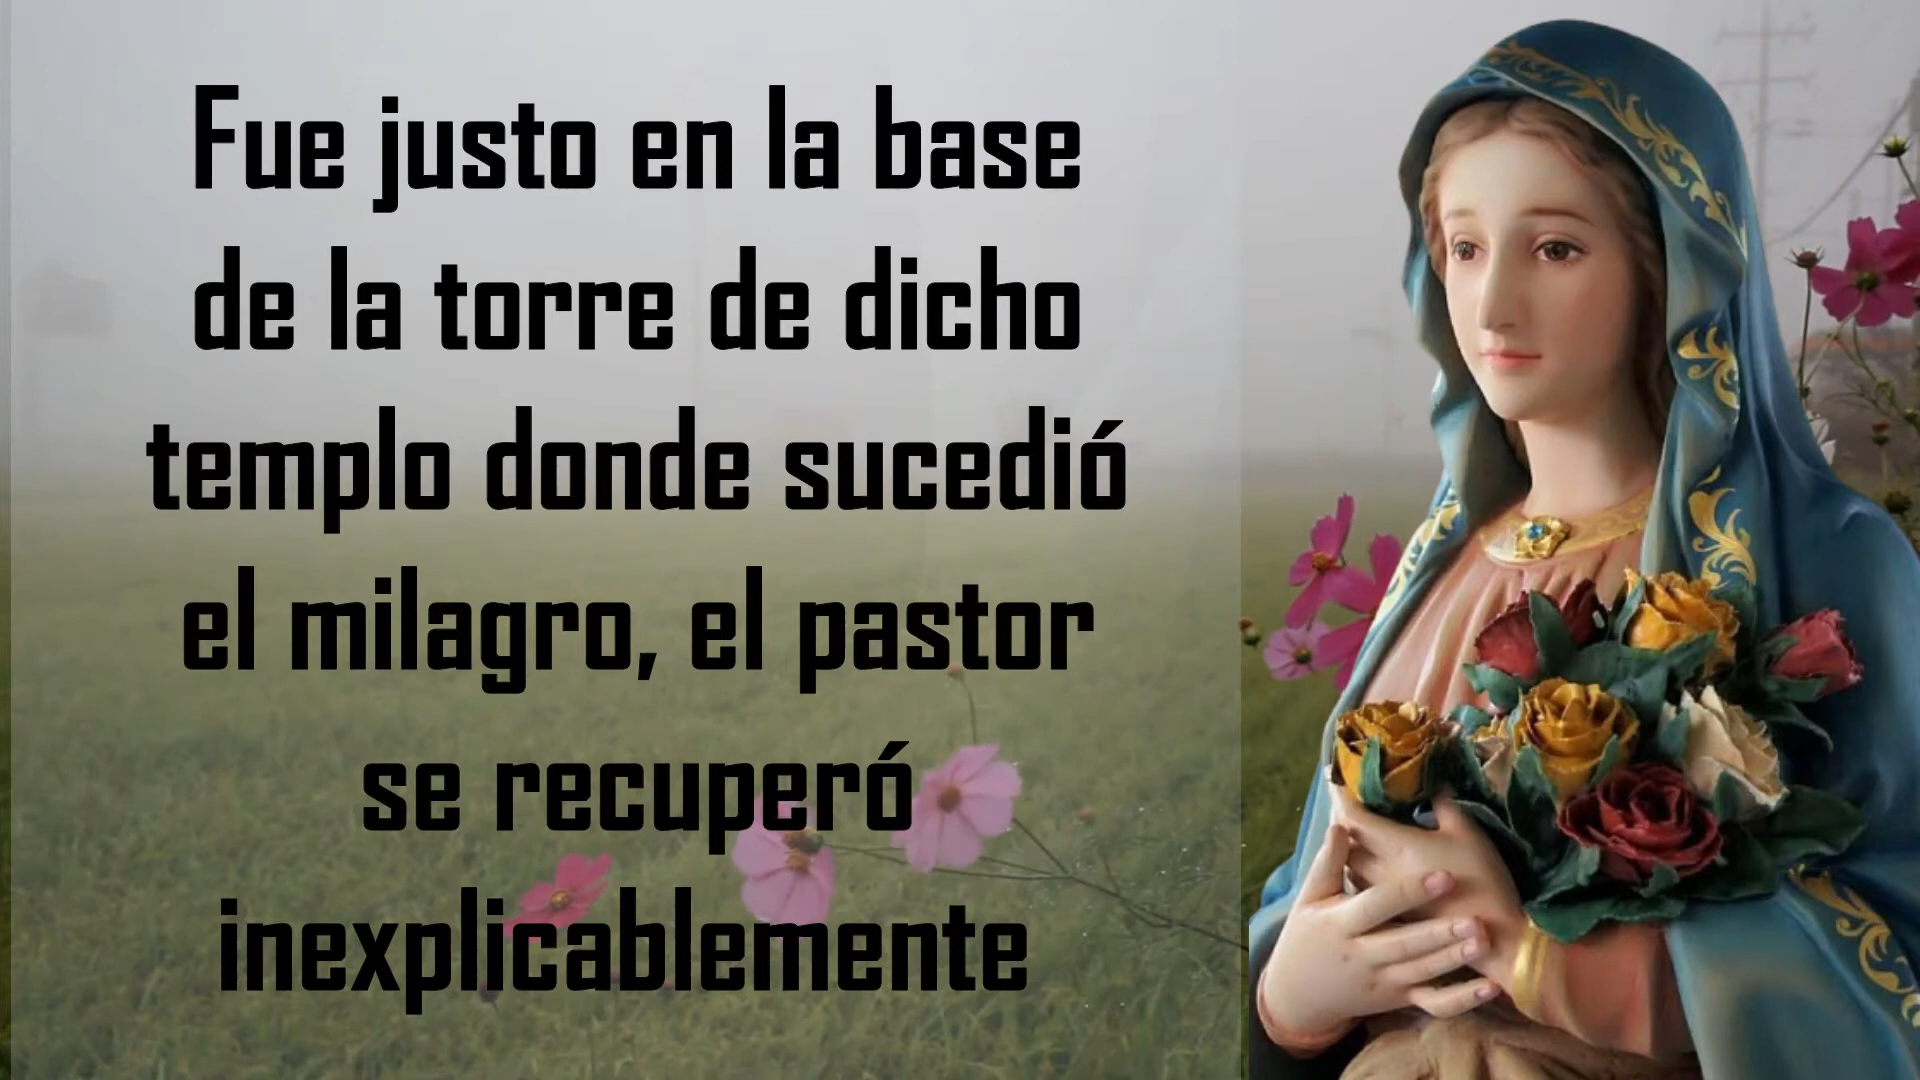 Fue justo en la base
de la torre de dicho
templo donde sucedió
el milagro, el pastor
se recuperó
inexplicablemente